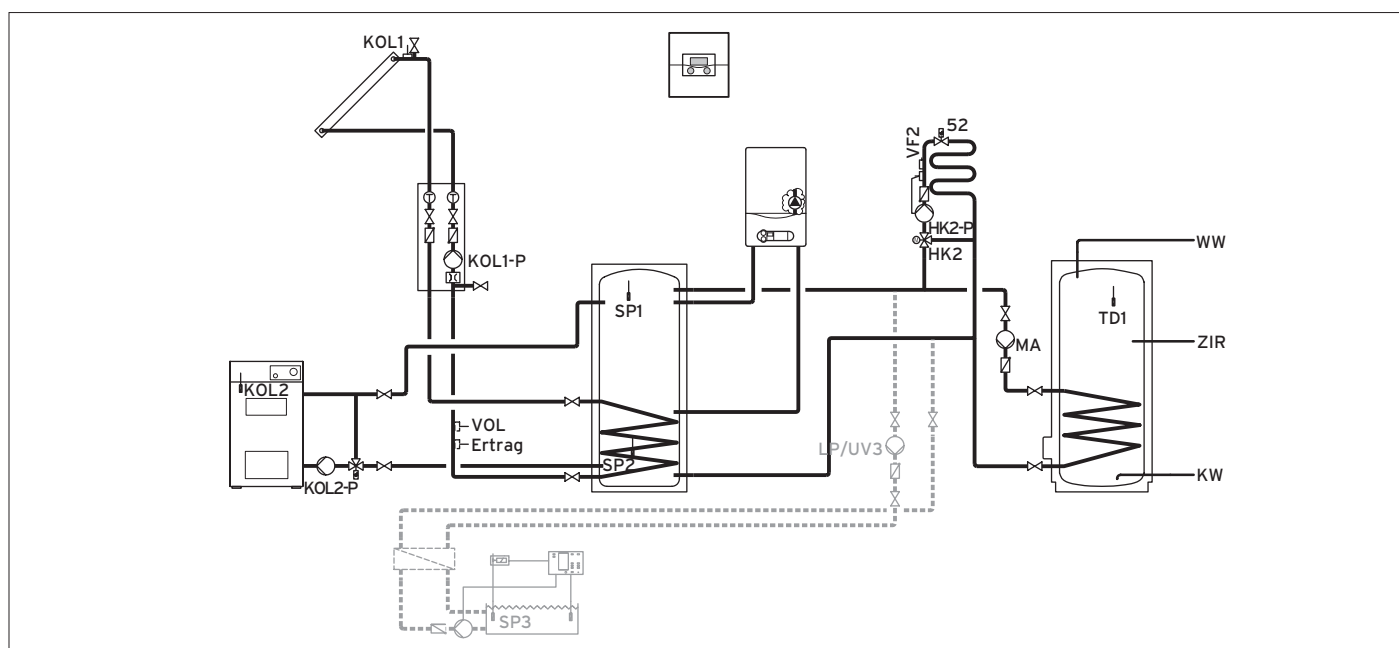 KOL1
52
VF2
HK2-P
HK2
WW
KOL1-P
SP1
TD1
MA
ZIR
KOL2
VOL
Ertrag
LP/UV3
SP2
KOL2-P
KW
SP3